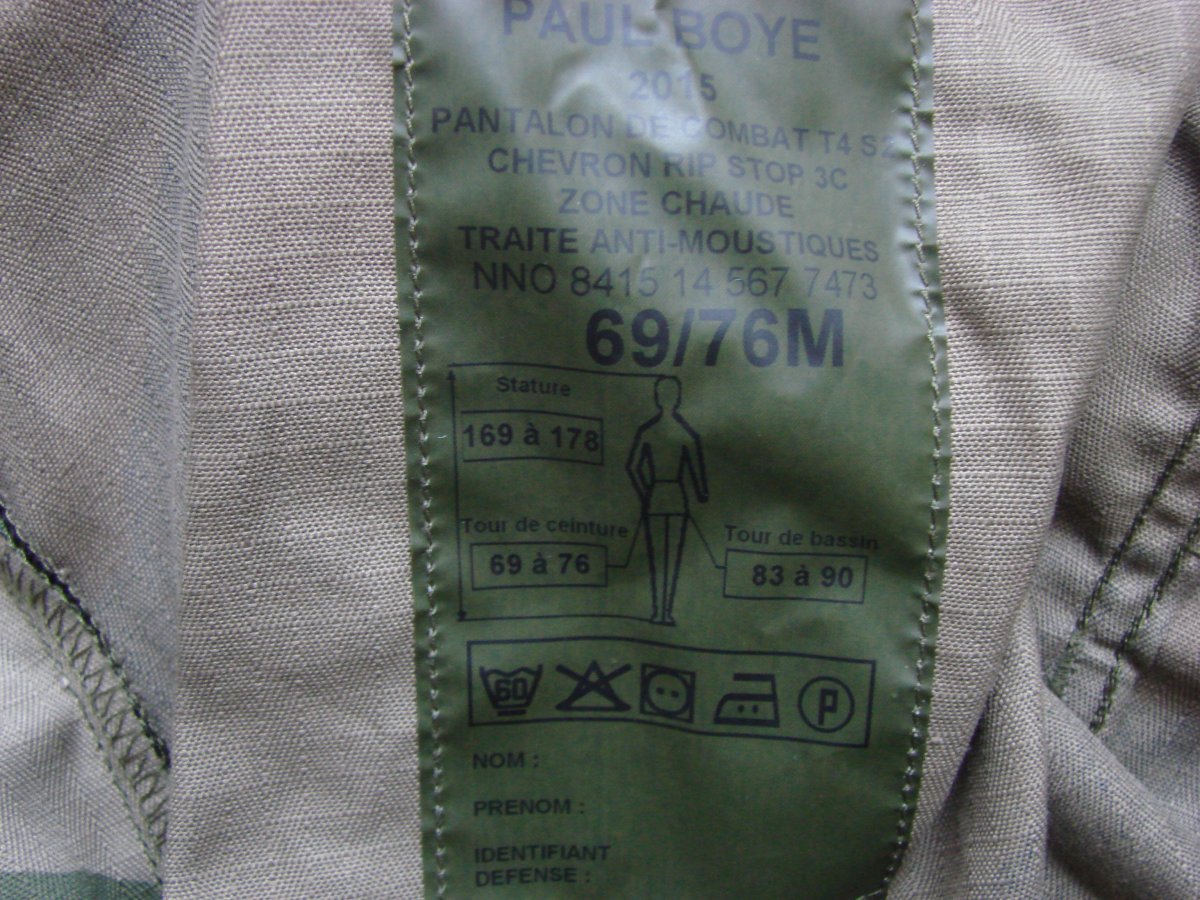 PAUL BOYE
2015
PANTALON DE COMBAT T4 S2
CHEVRON RIP STOP 3C
ZONE CHAUDE
TRAITE ANTI-MOUSTIQUES
NNO 8415 14 567 7473
69/76M
Stature
169 à 178
Tour de ceinture
69 à 76
Tour de bassin
83 à 90
60
P
NOM :
PRENOM :
IDENTIFIANT
DEFENSE :